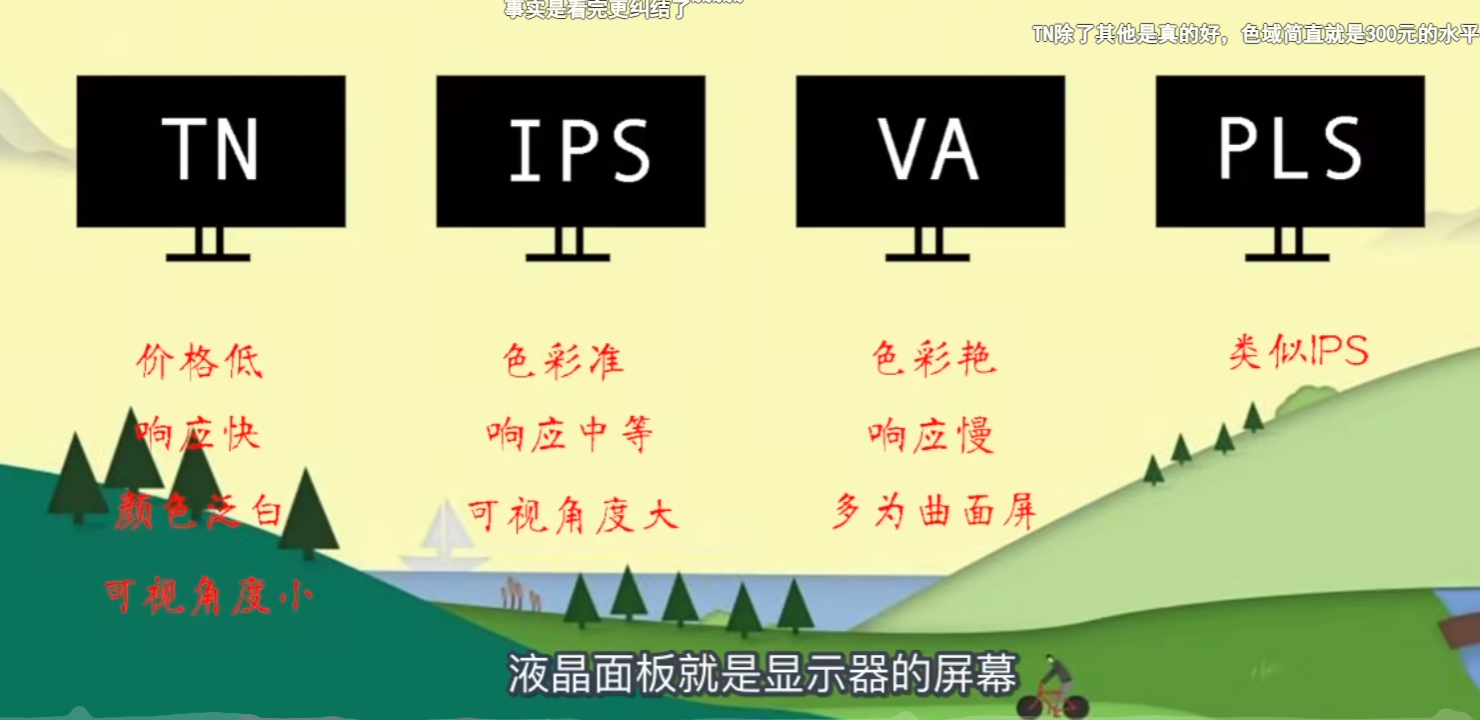 事实是看完更纠结了
TN除了其他是真的好，色域简直就是300元的水平
TN
IPS
VA
PLS
价格低
色彩准
色彩艳
类似IPS
响应快
响应中等
响应慢
颜色泛白
可视角度大
多为曲面屏
可视角度小
液晶面板就是显示器的屏幕